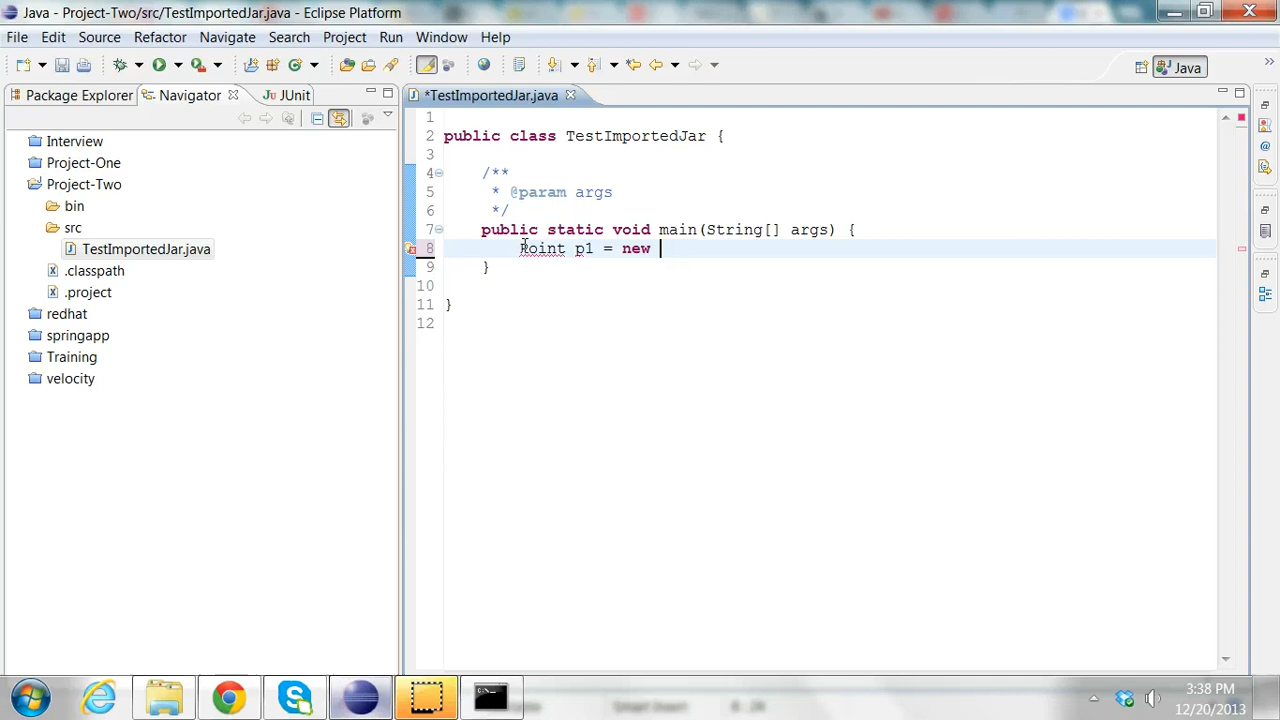 Java - Project-Two/src/TestImportedJar.java - Eclipse Platform
File Edit Source Refactor Navigate Search Project Run Window Help
Java
Package Explorer Navigator JUnit
*TestImportedJar.java
Interview
Project-One
Project-Two
bin
src
TestImportedJar.java
.classpath
.project
redhat
springapp
Training
velocity
1
2 public class TestImportedJar {
3
4 /**
5 * @param args
6 */
7 public static void main(String[] args) {
8 Point p1 = new
9 }
10
11 }
12
3:38 PM
12/20/2013